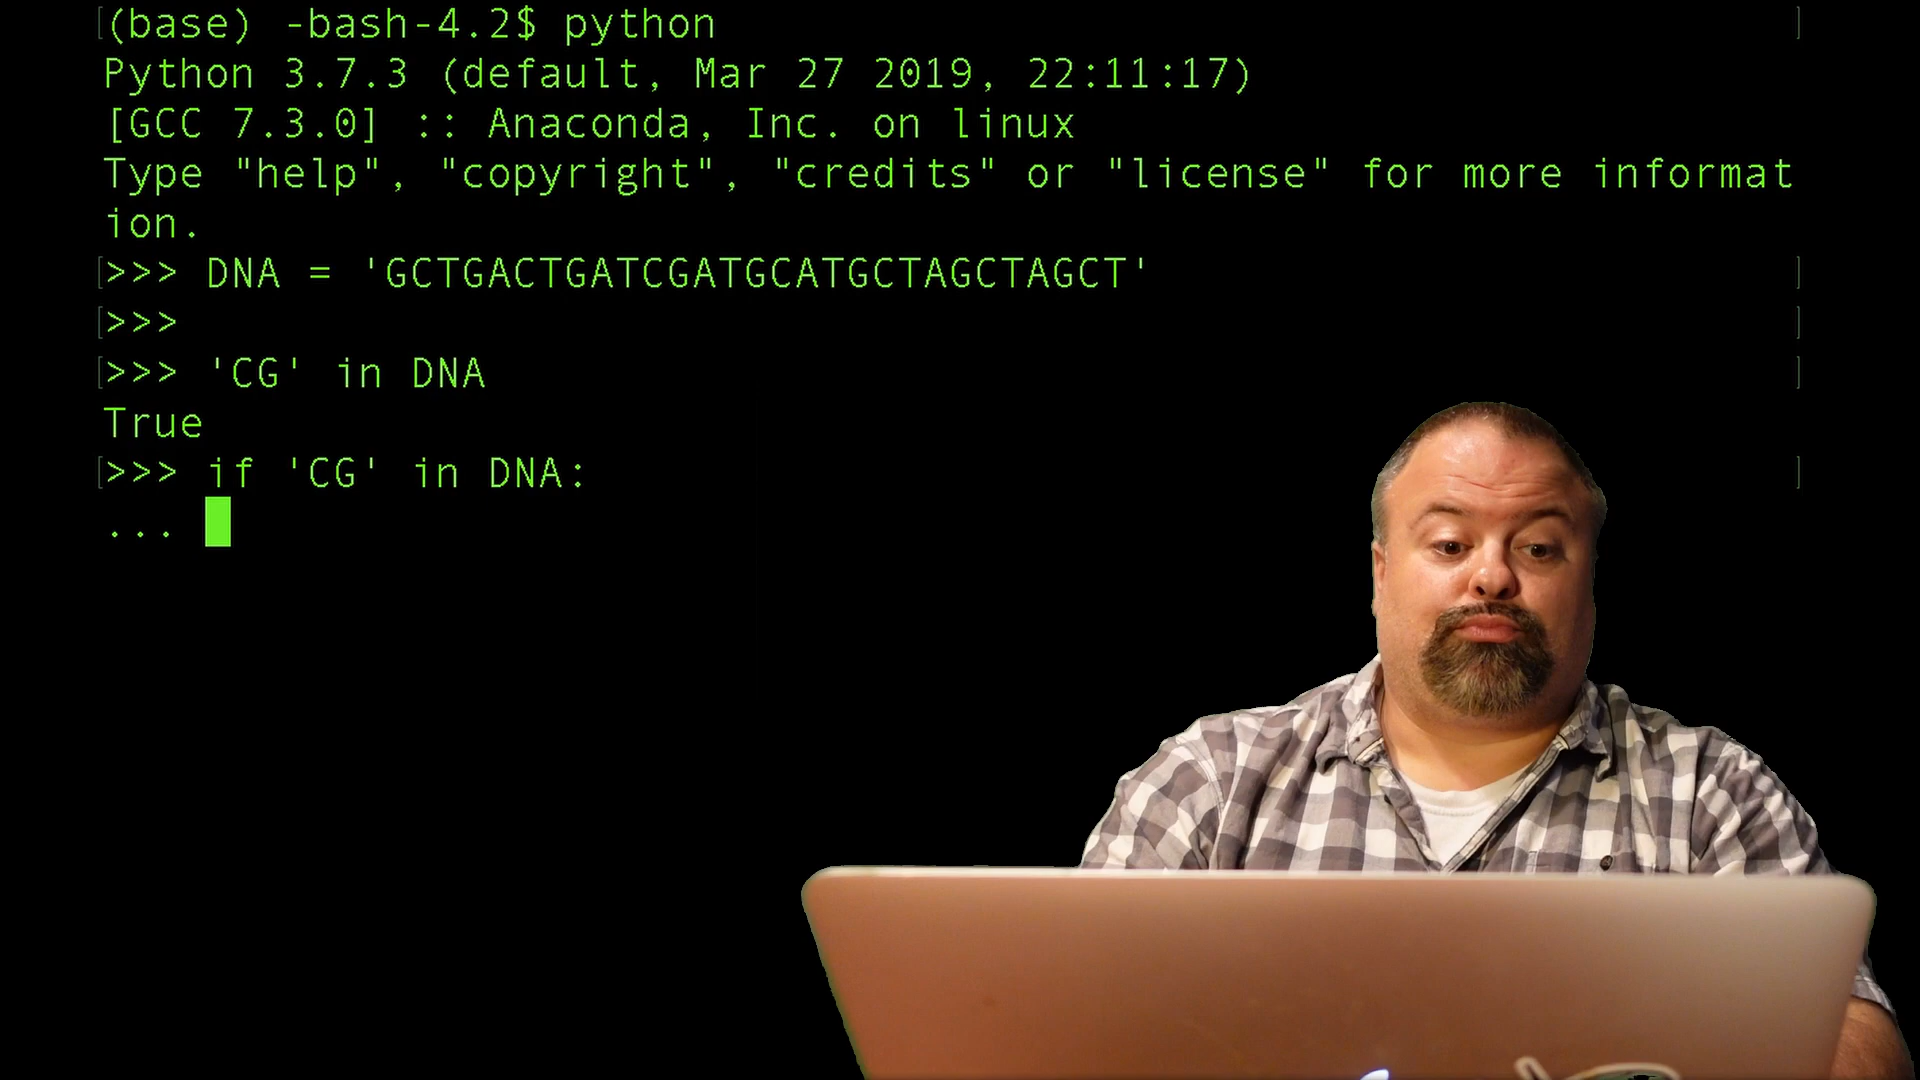 (base) -bash-4.2$ python
Python 3.7.3 (default, Mar 27 2019, 22:11:17)
[GCC 7.3.0] :: Anaconda, Inc. on linux
Type "help", "copyright", "credits" or "license" for more informat
ion.
>>> DNA = 'GCTGACTGATCGATGCATGCTAGCTAGCT'
>>>
>>> 'CG' in DNA
True
>>> if 'CG' in DNA:
...